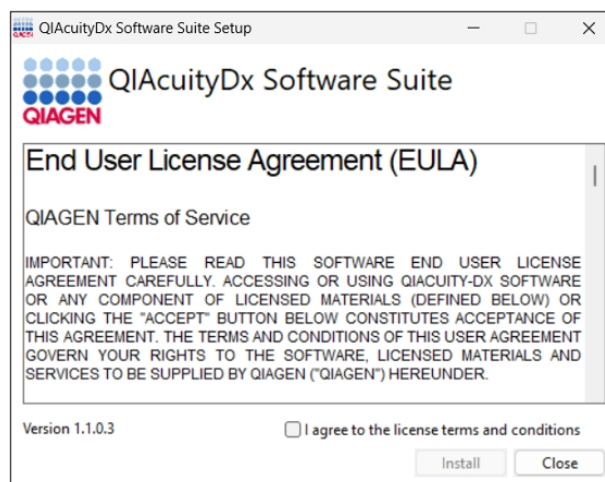 QIAcuityDx Software Suite Setup
QIAGEN
QIAcuityDx Software Suite
End User License Agreement (EULA)
QIAGEN Terms of Service
IMPORTANT: PLEASE READ THIS SOFTWARE END USER LICENSE
AGREEMENT CAREFULLY. ACCESSING OR USING QIACUITY-DX SOFTWARE
OR ANY COMPONENT OF LICENSED MATERIALS (DEFINED BELOW) OR
CLICKING THE "ACCEPT" BUTTON BELOW CONSTITUTES ACCEPTANCE OF
THIS AGREEMENT. THE TERMS AND CONDITIONS OF THIS USER AGREEMENT
GOVERN YOUR RIGHTS TO THE SOFTWARE, LICENSED MATERIALS AND
SERVICES TO BE SUPPLIED BY QIAGEN ("QIAGEN") HEREUNDER.
Version 1.1.0.3
I agree to the license terms and conditions
Install
Close